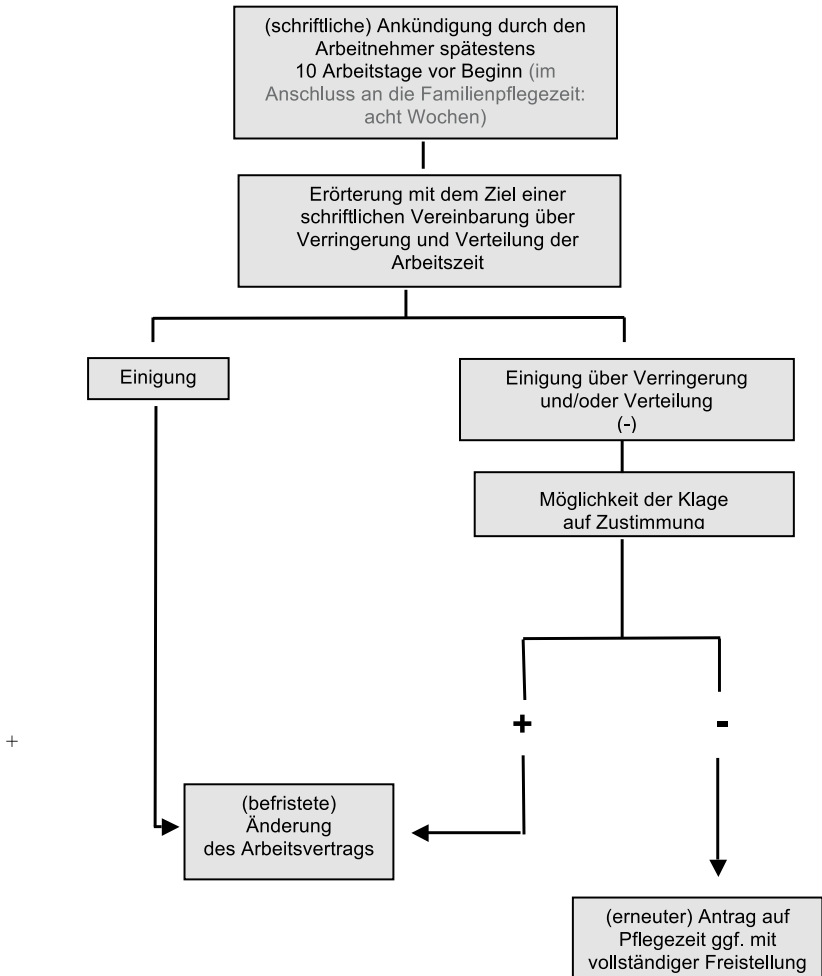 (schriftliche) Ankündigung durch den
Arbeitnehmer spätestens
10 Arbeitstage vor Beginn (im
Anschluss an die Familienpflegezeit:
acht Wochen)
Erörterung mit dem Ziel einer
schriftlichen Vereinbarung über
Verringerung und Verteilung der
Arbeitszeit
Einigung
Einigung über Verringerung
und/oder Verteilung
(-)
Möglichkeit der Klage
auf Zustimmung
+ -
+
(befristete)
Änderung
des Arbeitsvertrags
(erneuter) Antrag auf
Pflegezeit ggf. mit
vollständiger Freistellung